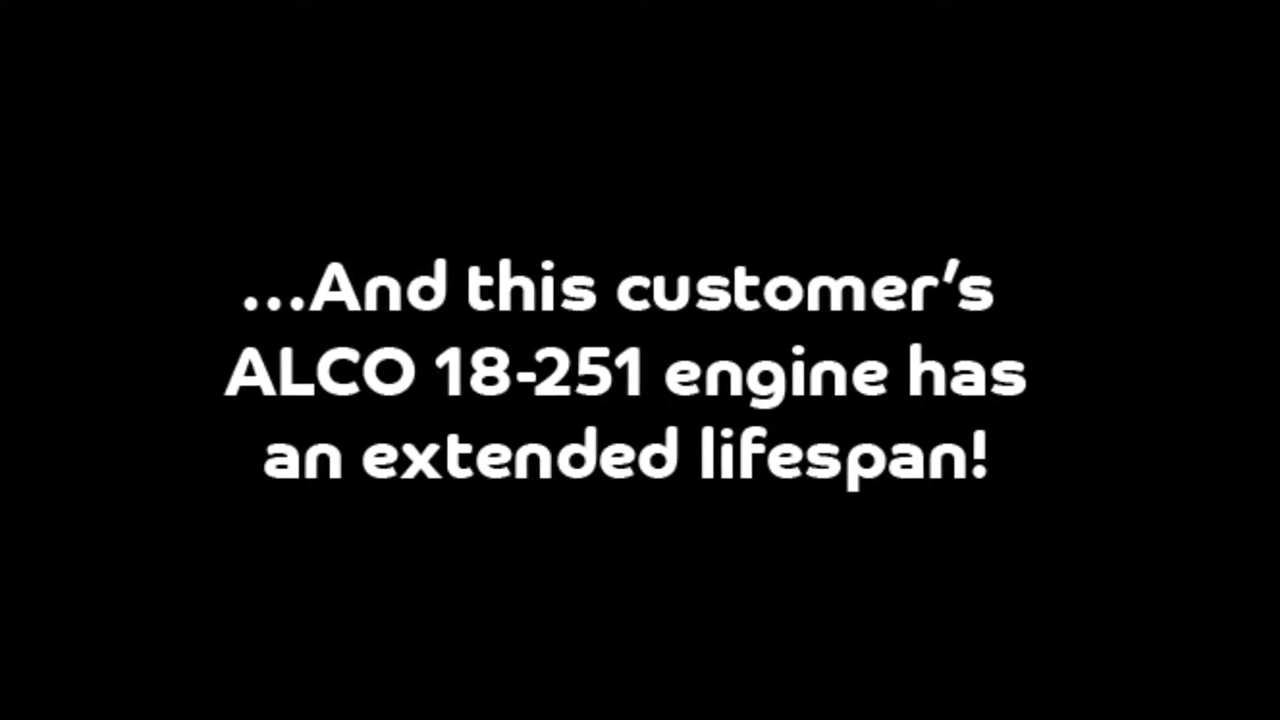 ...And this customer's
ALCO 18-251 engine has
an extended lifespan!